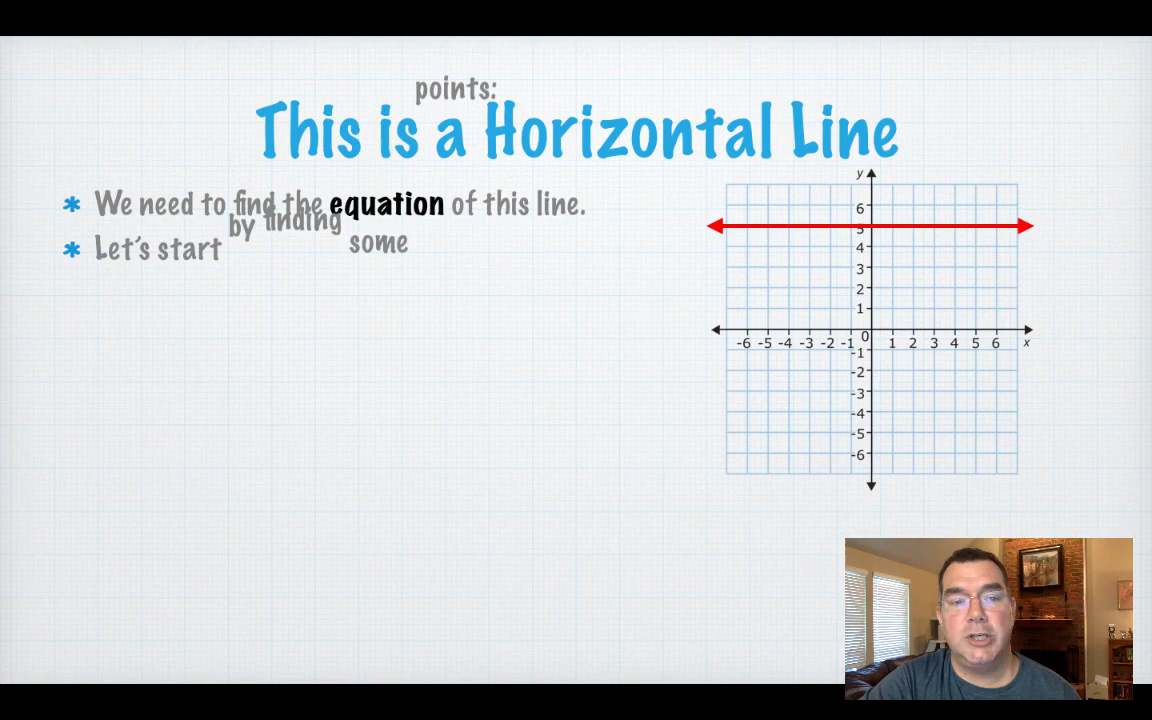 points:
This is a Horizontal Line
* We need to find the equation of this line.
* Let's start by finding some
y
6
5
4
3
2
1
0
-6 -5 -4 -3 -2 -1 1 2 3 4 5 6 x
-1
-2
-3
-4
-5
-6